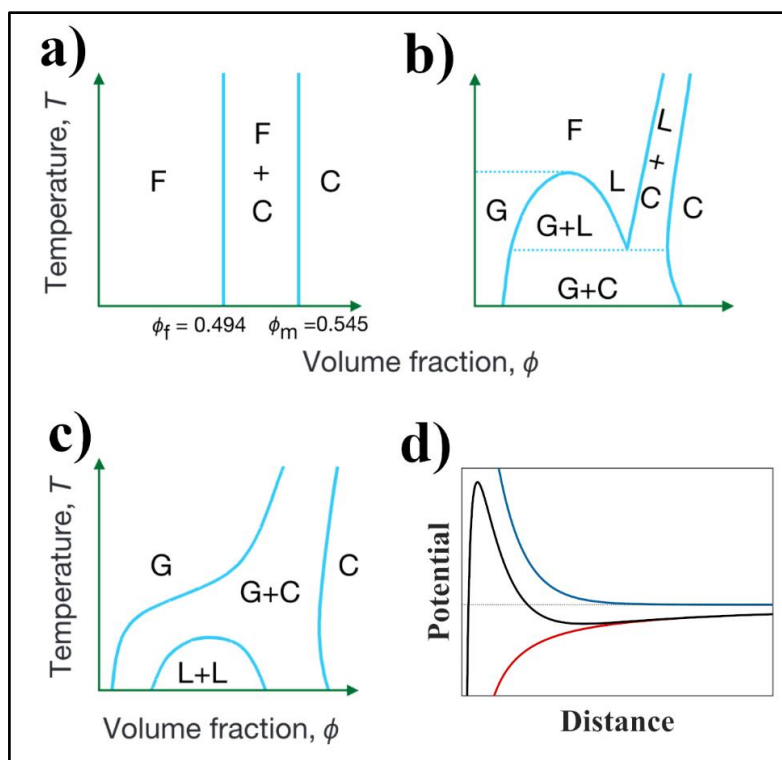 a)
Temperature, T
F
F
+
C
C
ϕf = 0.494
ϕm =0.545
b)
F
G
L
L
+
C
C
G+L
G+C
Volume fraction, ϕ
c)
Temperature, T
G
G+C
C
L+L
Volume fraction, ϕ
d)
Potential
Distance